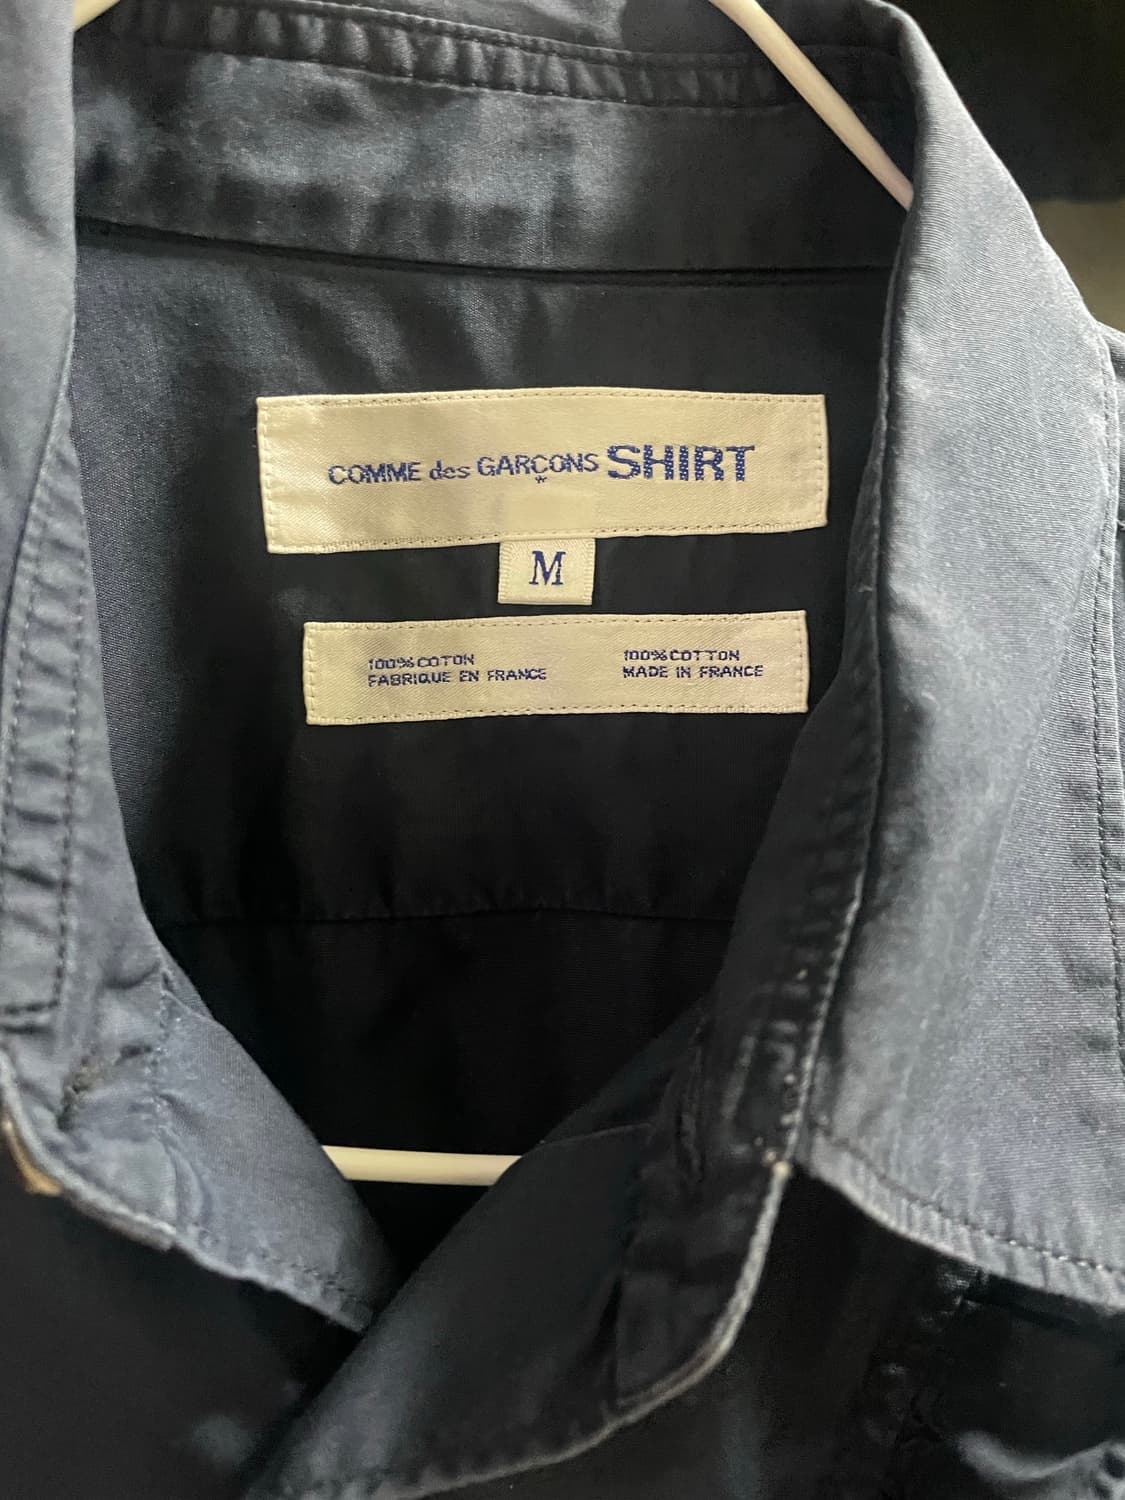 COMME des GARÇONS SHIRT
*
M
100% COTON
FABRIQUE EN FRANCE
100% COTTON
MADE IN FRANCE